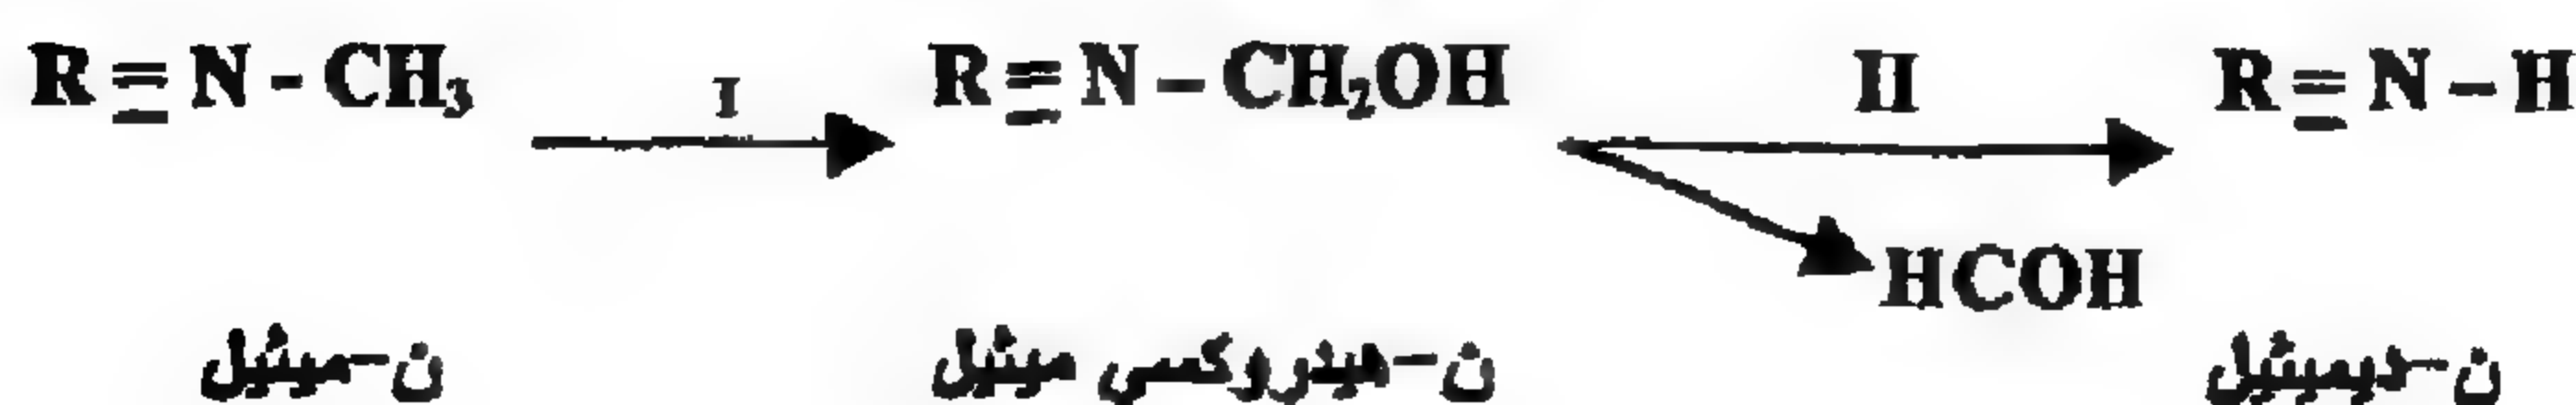 R ≡ N - CH₃ I R ≡ N - CH₂OH II R ≡ N - H
HCOH
ن-ميثيل ن-هيدروكسي ميثيل ن-ديميثيل